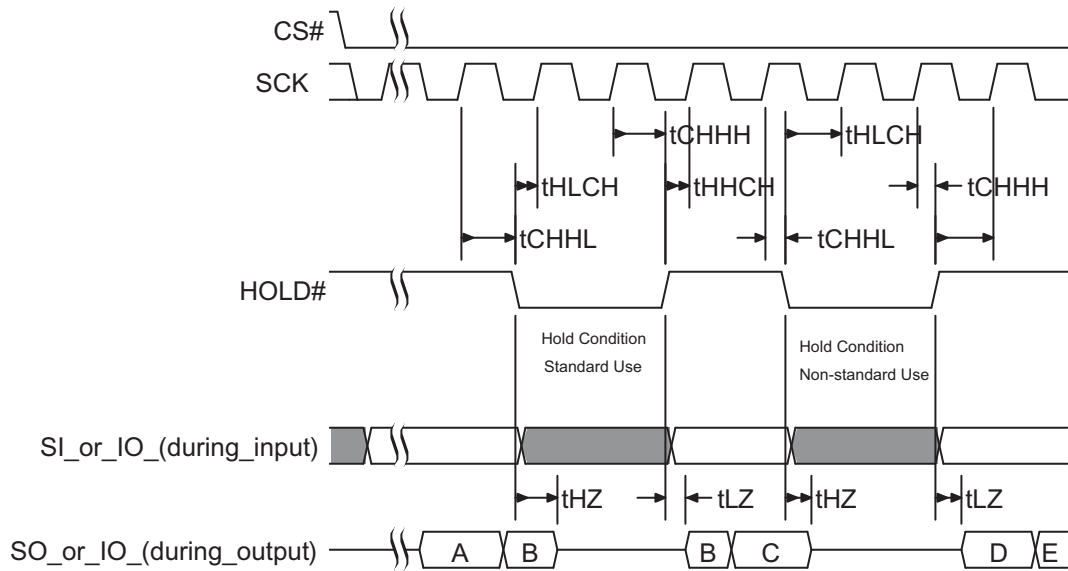 CS#
SCK
tCHHH
tHLCH
tHLCH
tHHCH
tCHHH
tCHHL
tCHHL
HOLD#
Hold Condition
Standard Use
Hold Condition
Non-standard Use
SI_or_IO_(during_input)
tHZ
tLZ
tHZ
tLZ
SO_or_IO_(during_output)
A
B
B
C
D
E